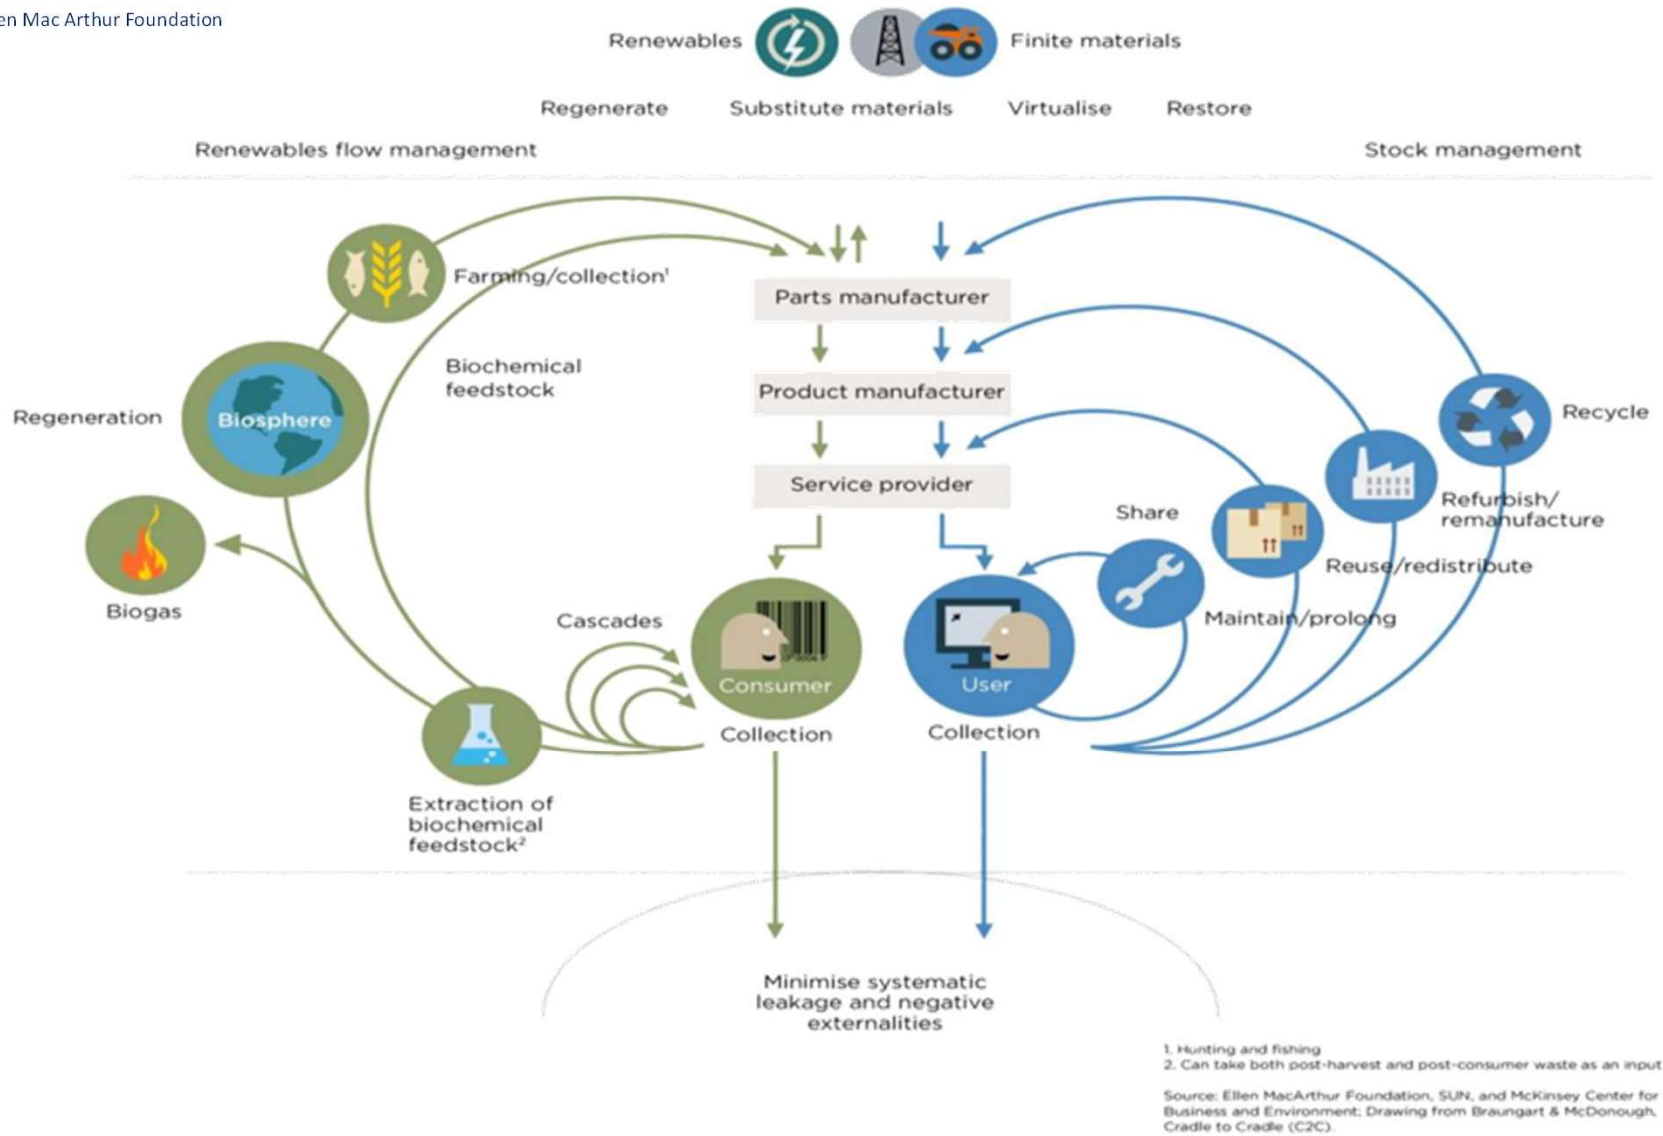 en Mac Arthur Foundation
Renewables
Finite materials
Regenerate
Substitute materials
Virtualise
Restore
Renewables flow management
Stock management
Farming/collection¹
Parts manufacturer
Biochemical
feedstock
Product manufacturer
Regeneration
Biosphere
Recycle
Service provider
Refurbish/
remanufacture
Share
Reuse/redistribute
Biogas
Cascades
Maintain/prolong
Consumer
User
Collection
Collection
Extraction of
biochemical
feedstock²
Minimise systematic
leakage and negative
externalities
1. Hunting and fishing
2. Can take both post-harvest and post-consumer waste as an input
Source: Ellen MacArthur Foundation, SUN, and McKinsey Center for
Business and Environment; Drawing from Braungart & McDonough,
Cradle to Cradle (C2C).